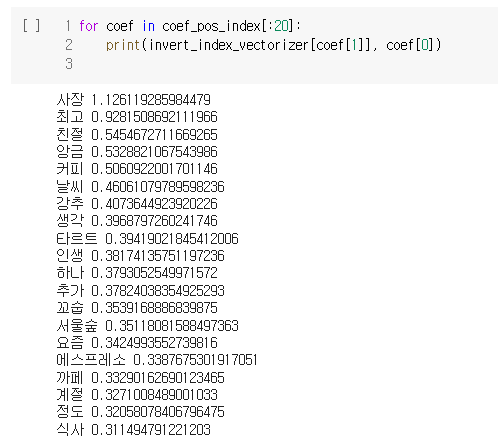 [ ] 1 for coef in coef_pos_index[:20]:
2 print(invert_index_vectorizer[coef[1]], coef[0])
3
사장 1.126119285984479
최고 0.9281508692111966
친절 0.5454672711669265
앙금 0.5328821067543986
커피 0.5060922001701146
날씨 0.46061079789598236
강추 0.4073644923920226
생각 0.3968797260241746
타르트 0.39419021845412006
인생 0.38174135751197236
하나 0.3793052549971572
추가 0.37824038354925293
꼬숩 0.3539168886839875
서울숲 0.35118081588497363
요즘 0.3424993552739816
에스프레소 0.3387675301917051
까페 0.33290162690123465
계절 0.3271008489001033
정도 0.32058078406796475
식사 0.311494791221203